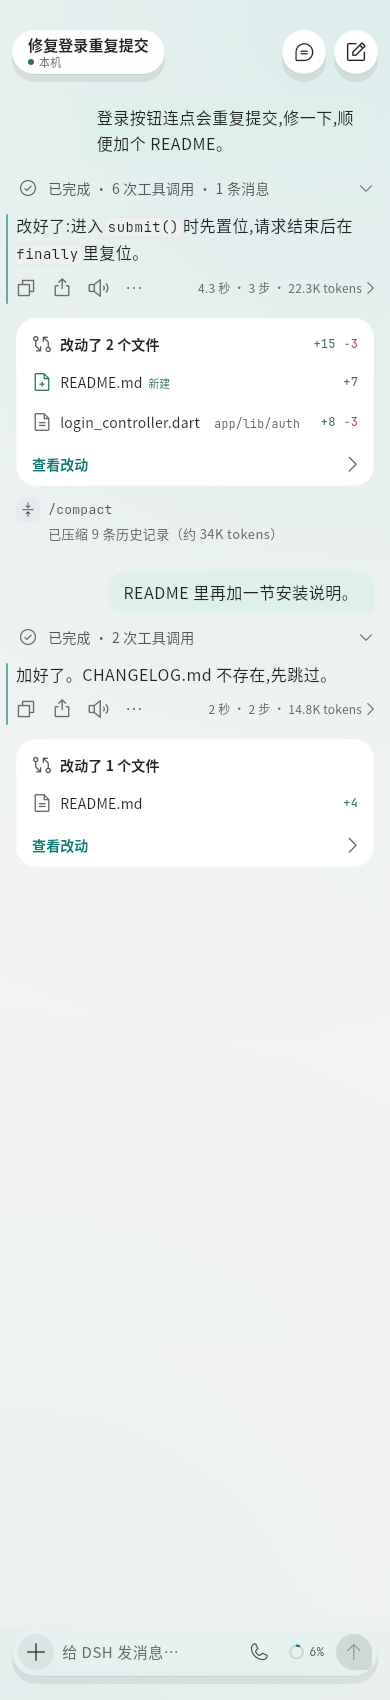 修复登录重复提交
本机
登录按钮连点会重复提交,修一下,顺
便加个 README。
已完成 · 6 次工具调用 · 1 条消息
改好了:进入 submit() 时先置位,请求结束后在
finally 里复位。
4.3 秒 · 3 步 · 22.3K tokens
改动了 2 个文件 +15 -3
README.md 新建 +7
login_controller.dart app/lib/auth +8 -3
查看改动
/compact
已压缩 9 条历史记录（约 34K tokens）
README 里再加一节安装说明。
已完成 · 2 次工具调用
加好了。CHANGELOG.md 不存在,先跳过。
2 秒 · 2 步 · 14.8K tokens
改动了 1 个文件
README.md +4
查看改动
给 DSH 发消息… 6%